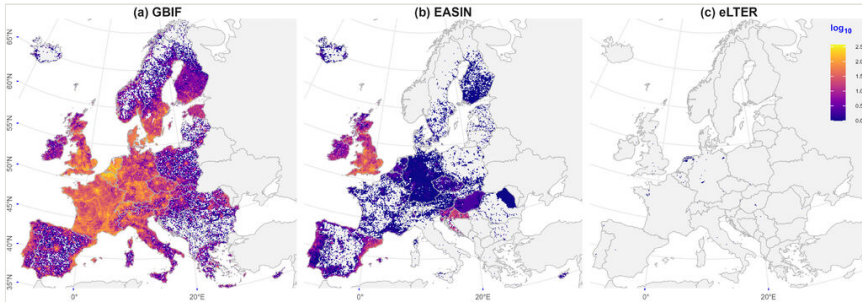 (a) GBIF
(b) EASIN
(c) eLTER
log10
2.5
2.0
1.5
1.0
0.5
0.0
65°N
60°N
55°N
50°N
45°N
40°N
35°N
0°
20°E
0°
20°E
0°
20°E